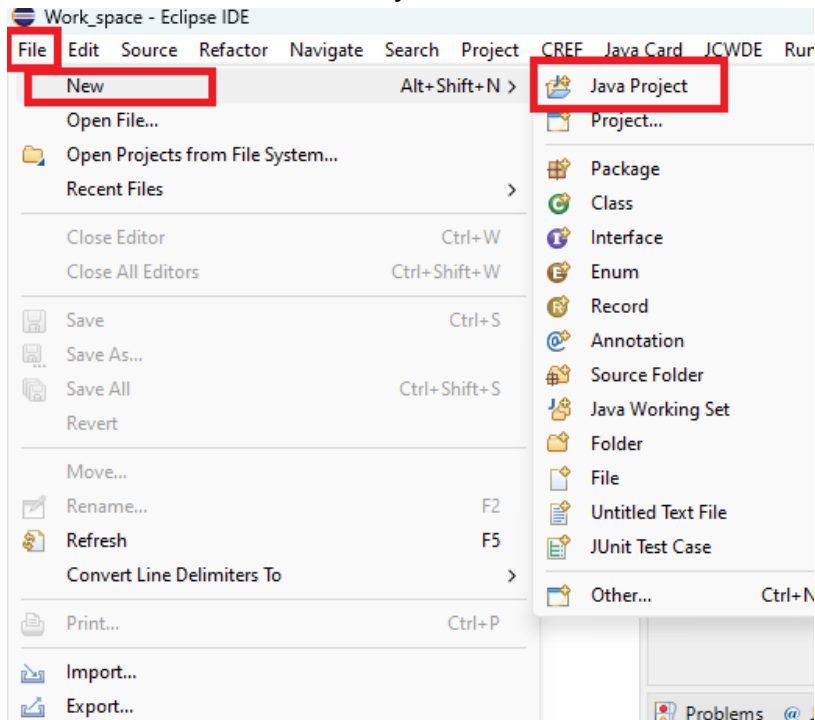 Work_space - Eclipse IDE
File Edit Source Refactor Navigate Search Project CREF Java Card JCWDE Run
New Alt+Shift+N >
Open File...
Open Projects from File System...
Recent Files >
Close Editor Ctrl+W
Close All Editors Ctrl+Shift+W
Save Ctrl+S
Save As...
Save All Ctrl+Shift+S
Revert
Move...
Rename... F2
Refresh F5
Convert Line Delimiters To >
Print... Ctrl+P
Import...
Export...
Java Project
Project...
Package
Class
Interface
Enum
Record
Annotation
Source Folder
Java Working Set
Folder
File
Untitled Text File
JUnit Test Case
Other... Ctrl+N
Problems @ J